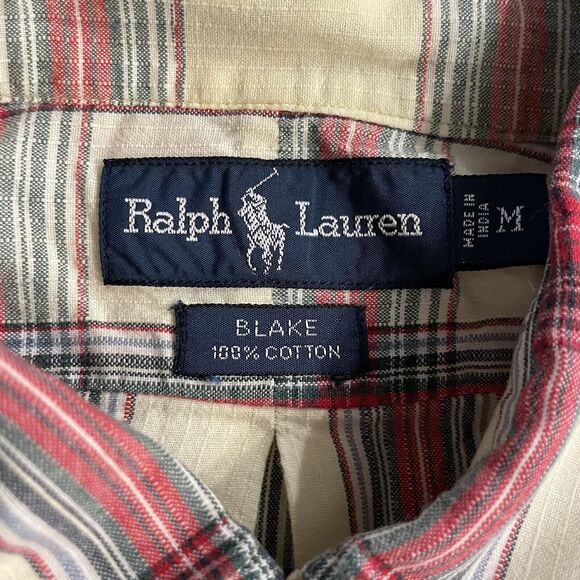 Ralph Lauren
MADE IN
INDIA
M
BLAKE
100% COTTON